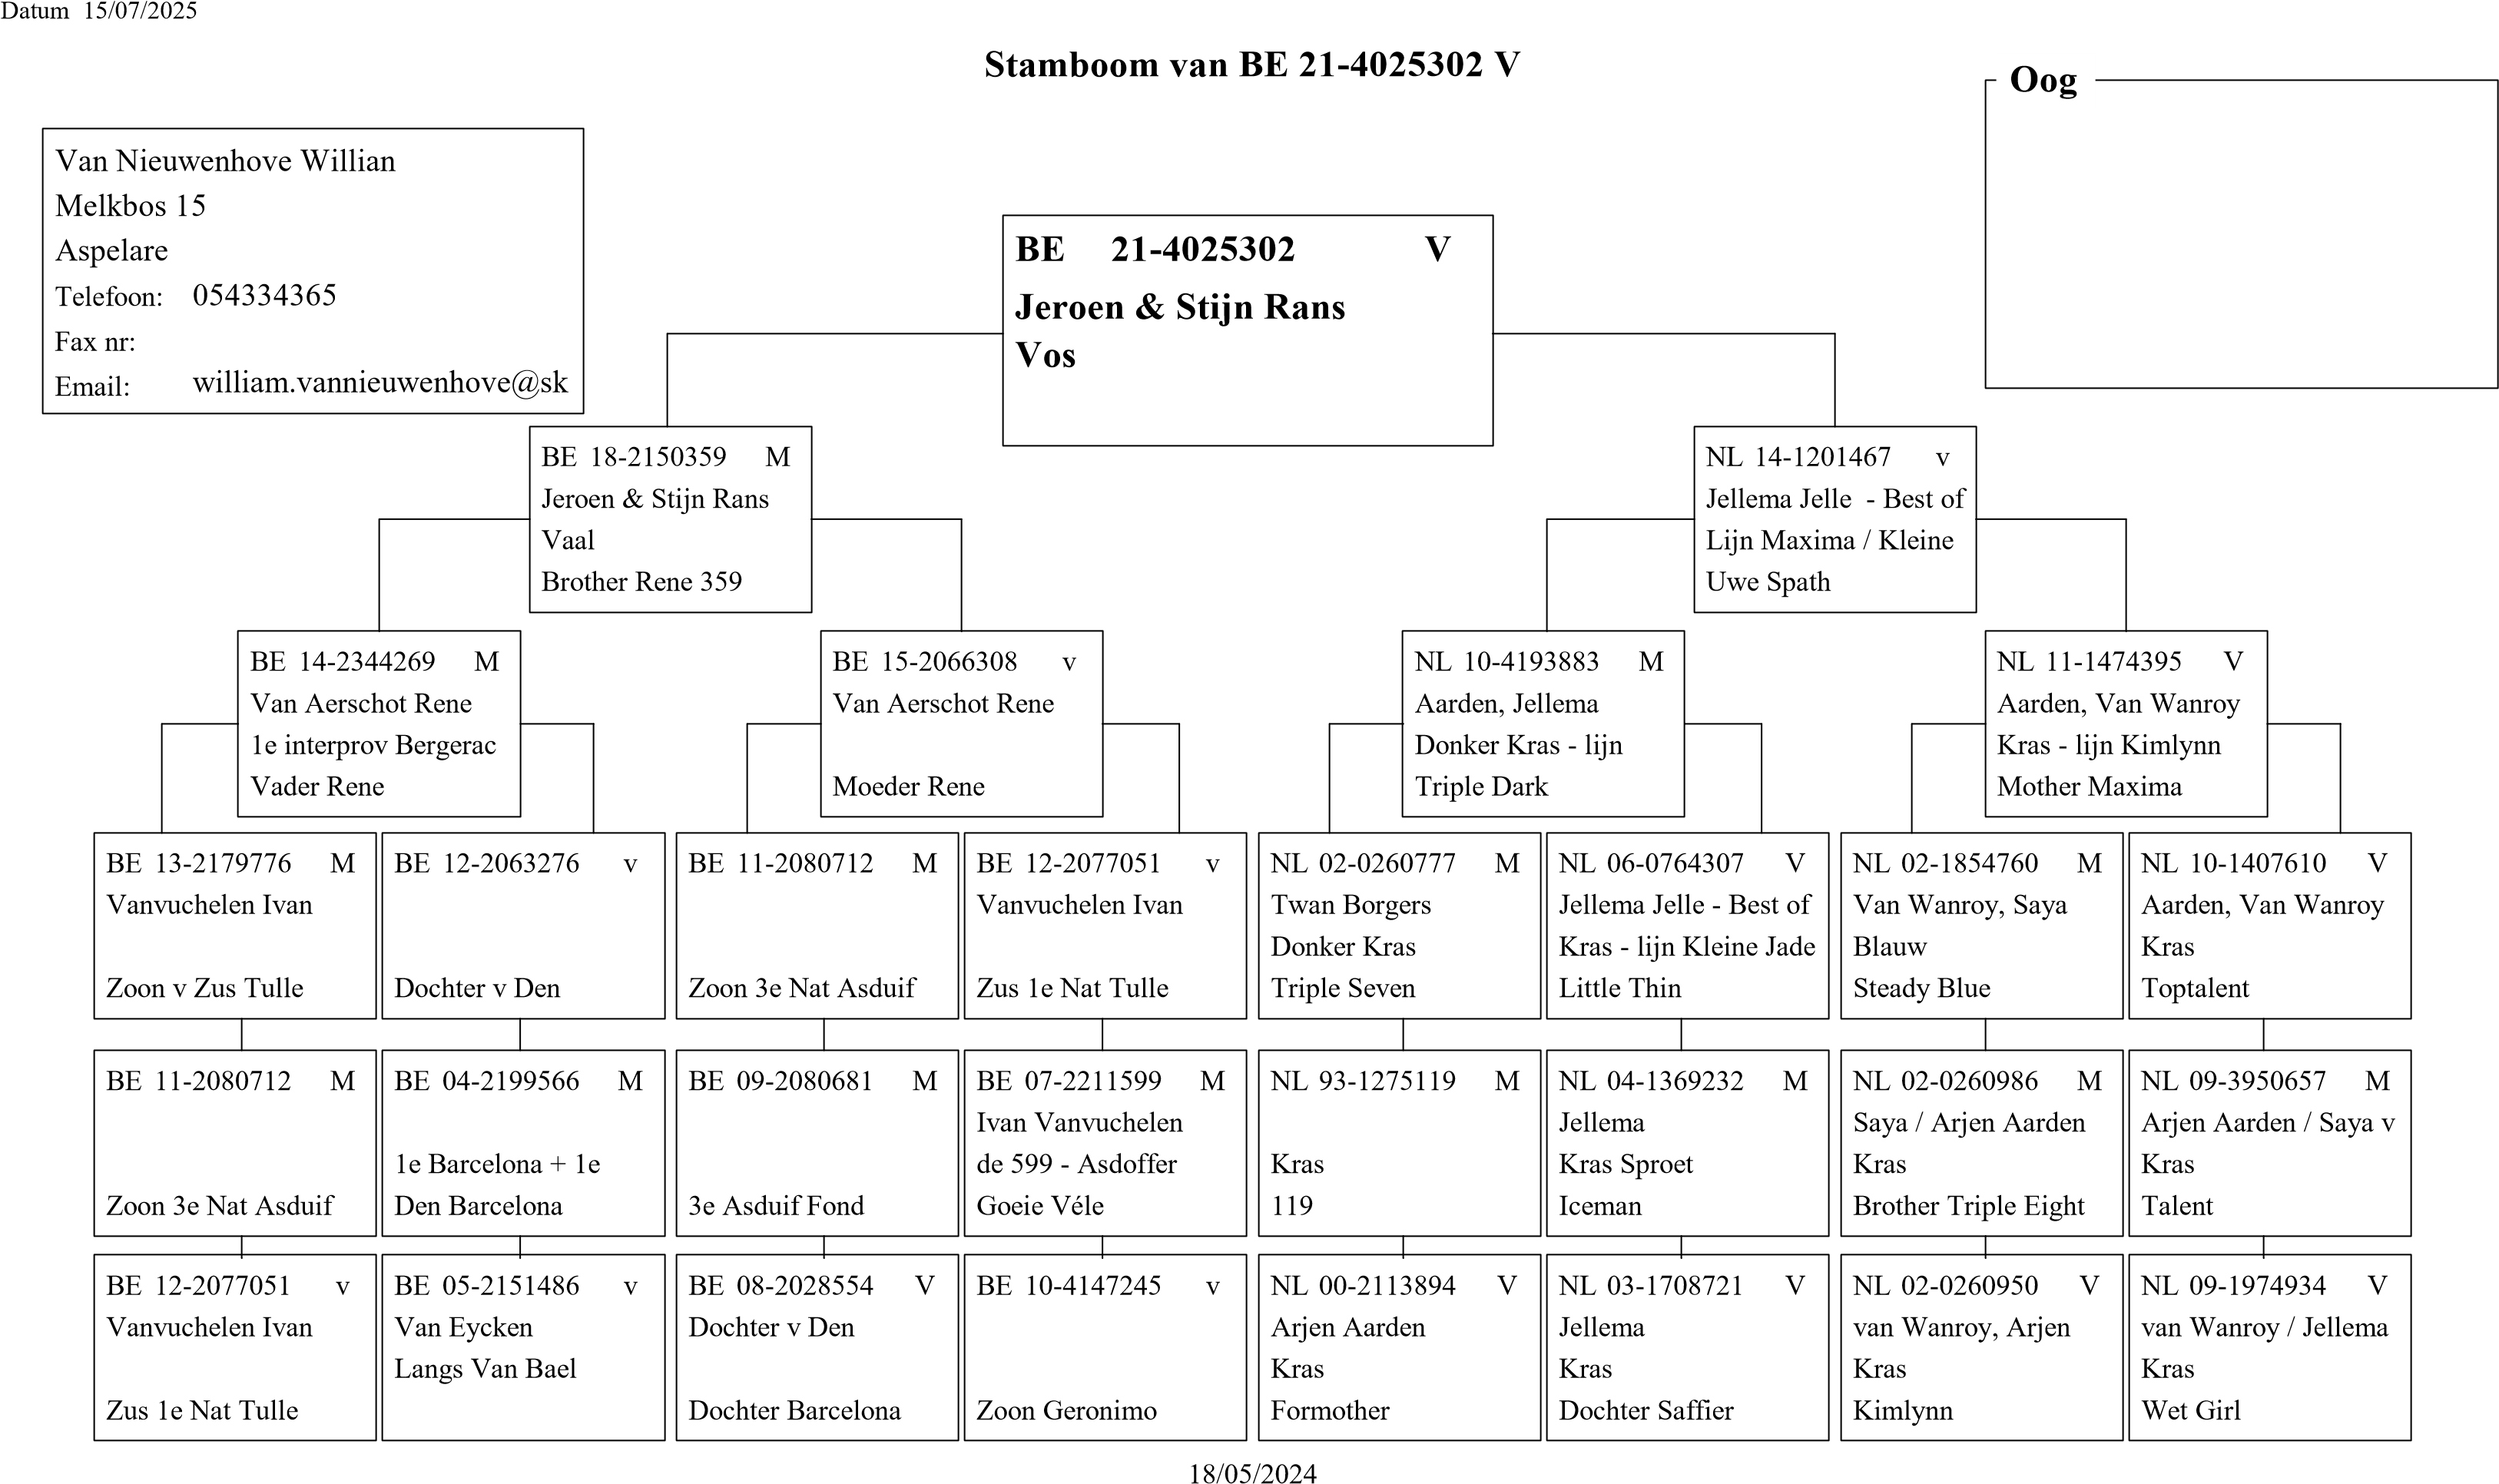 Datum 15/07/2025
Stamboom van BE 21-4025302 V
Oog
Van Nieuwenhove Willian
Melkbos 15
Aspelare
Telefoon: 054334365
Fax nr:
Email: william.vannieuwenhove@sk
BE 21-4025302 V
Jeroen & Stijn Rans
Vos
BE 18-2150359 M
Jeroen & Stijn Rans
Vaal
Brother Rene 359
NL 14-1201467 v
Jellema Jelle - Best of
Lijn Maxima / Kleine
Uwe Spath
BE 14-2344269 M
Van Aerschot Rene
1e interprov Bergerac
Vader Rene
BE 15-2066308 v
Van Aerschot Rene
Moeder Rene
NL 10-4193883 M
Aarden, Jellema
Donker Kras - lijn
Triple Dark
NL 11-1474395 V
Aarden, Van Wanroy
Kras - lijn Kimlynn
Mother Maxima
BE 13-2179776 M
Vanvuchelen Ivan
Zoon v Zus Tulle
BE 12-2063276 v
Dochter v Den
BE 11-2080712 M
Zoon 3e Nat Asduif
BE 12-2077051 v
Vanvuchelen Ivan
Zus 1e Nat Tulle
NL 02-0260777 M
Twan Borgers
Donker Kras
Triple Seven
NL 06-0764307 V
Jellema Jelle - Best of
Kras - lijn Kleine Jade
Little Thin
NL 02-1854760 M
Van Wanroy, Saya
Blauw
Steady Blue
NL 10-1407610 V
Aarden, Van Wanroy
Kras
Toptalent
BE 11-2080712 M
Zoon 3e Nat Asduif
BE 04-2199566 M
1e Barcelona + 1e
Den Barcelona
BE 09-2080681 M
3e Asduif Fond
BE 07-2211599 M
Ivan Vanvuchelen
de 599 - Asdoffer
Goeie Véle
NL 93-1275119 M
Kras
119
NL 04-1369232 M
Jellema
Kras Sproet
Iceman
NL 02-0260986 M
Saya / Arjen Aarden
Kras
Brother Triple Eight
NL 09-3950657 M
Arjen Aarden / Saya v
Kras
Talent
BE 12-2077051 v
Vanvuchelen Ivan
Zus 1e Nat Tulle
BE 05-2151486 v
Van Eycken
Langs Van Bael
BE 08-2028554 V
Dochter v Den
Dochter Barcelona
BE 10-4147245 v
Zoon Geronimo
NL 00-2113894 V
Arjen Aarden
Kras
Formother
NL 03-1708721 V
Jellema
Kras
Dochter Saffier
NL 02-0260950 V
van Wanroy, Arjen
Kras
Kimlynn
NL 09-1974934 V
van Wanroy / Jellema
Kras
Wet Girl
18/05/2024